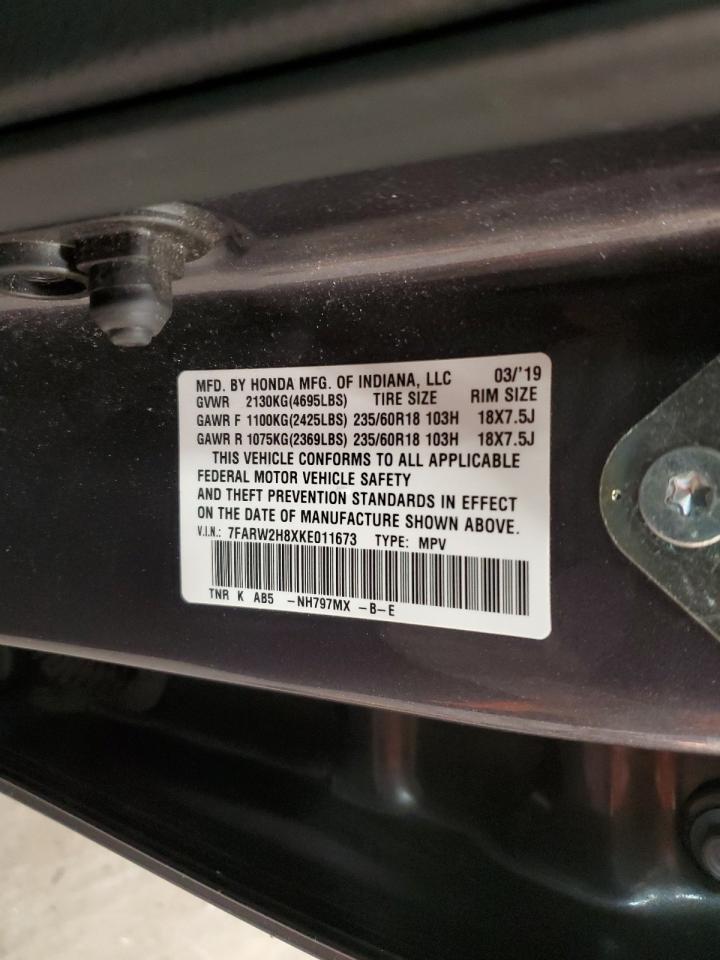 MFD. BY HONDA MFG. OF INDIANA, LLC 03/'19
GVWR 2130KG(4695LBS) TIRE SIZE RIM SIZE
GAWR F 1100KG(2425LBS) 235/60R18 103H 18X7.5J
GAWR R 1075KG(2369LBS) 235/60R18 103H 18X7.5J
THIS VEHICLE CONFORMS TO ALL APPLICABLE
FEDERAL MOTOR VEHICLE SAFETY
AND THEFT PREVENTION STANDARDS IN EFFECT
ON THE DATE OF MANUFACTURE SHOWN ABOVE.
V.I.N.: 7FARW2H8XKE011673 TYPE: MPV
TNR K AB5 -NH797MX -B-E